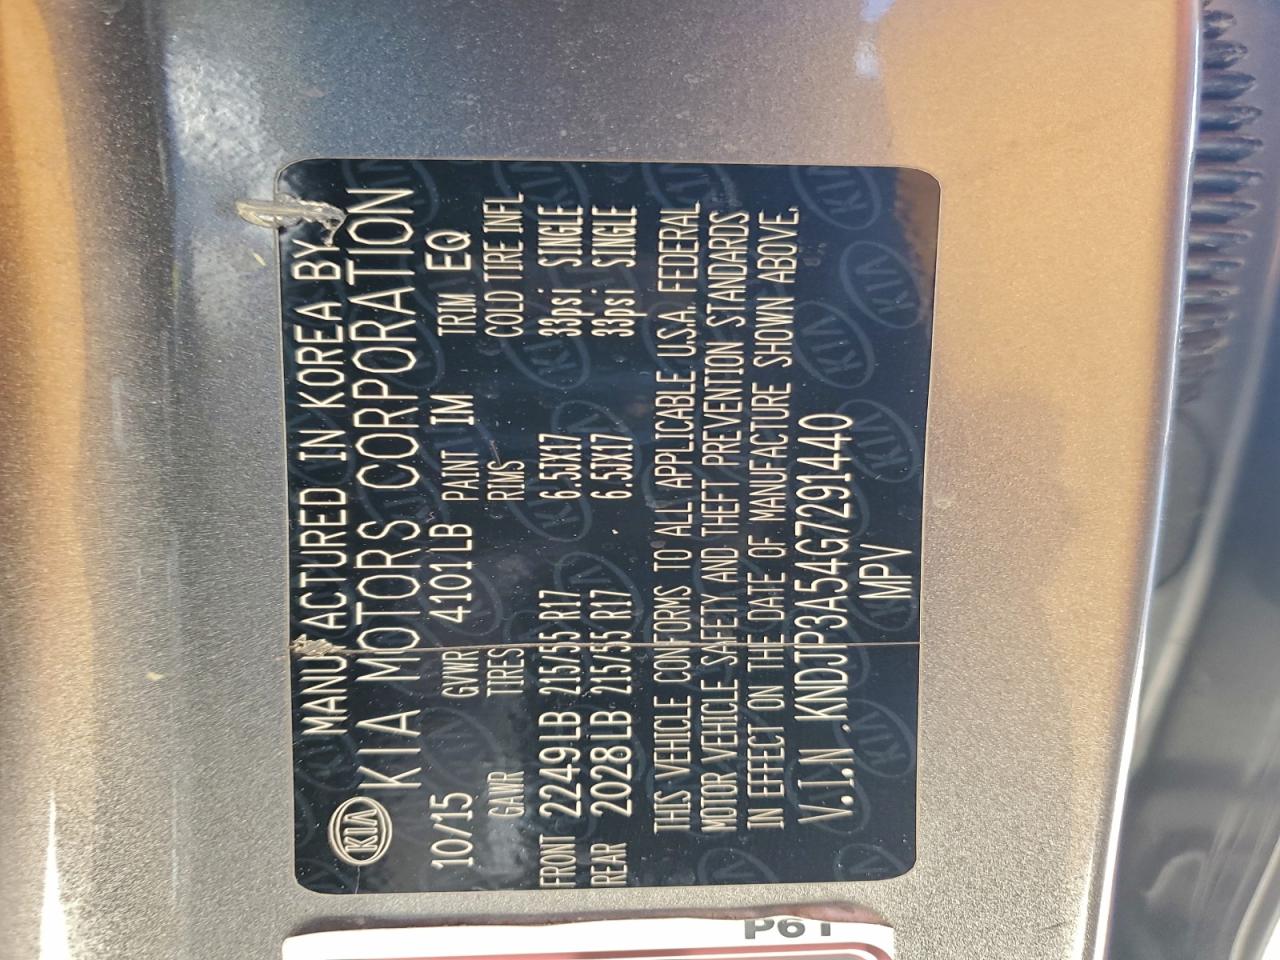 MANU ACTURED IN KOREA BY
KIA KIA MOTORS CORPORATION
10/15 GVWR 4101LB PAINT IM TRIM EQ
GAWR TIRES RIMS COLD TIRE INFL
FRONT 2249LB 215/55 R17 6.5JX17 33psi SINGLE
REAR 2028LB 215/55 R17 6.5JX17 33psi SINGLE
THIS VEHICLE CONFORMS TO ALL APPLICABLE U.S.A. FEDERAL
MOTOR VEHICLE SAFETY AND THEFT PREVENTION STANDARDS
IN EFFECT ON THE DATE OF MANUFACTURE SHOWN ABOVE.
V.I.N.KNDJP3A54G7291440
MPV